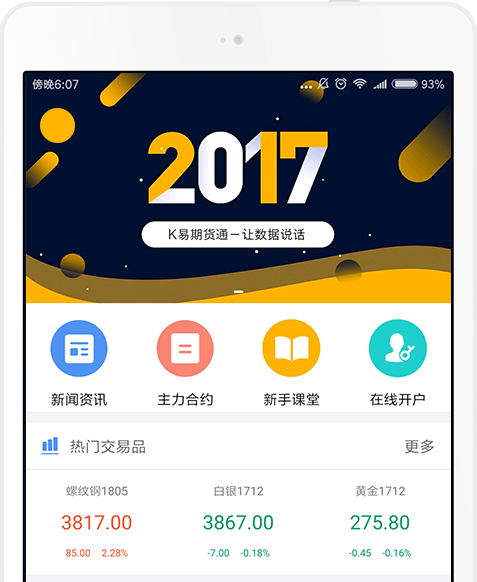 傍晚6:07
93%
2017
K易期货通－让数据说话
新闻资讯 主力合约 新手课堂 在线开户
热门交易品 更多
螺纹钢1805 白银1712 黄金1712
3817.00 3867.00 275.80
85.00 2.28% -7.00 -0.18% -0.45 -0.16%